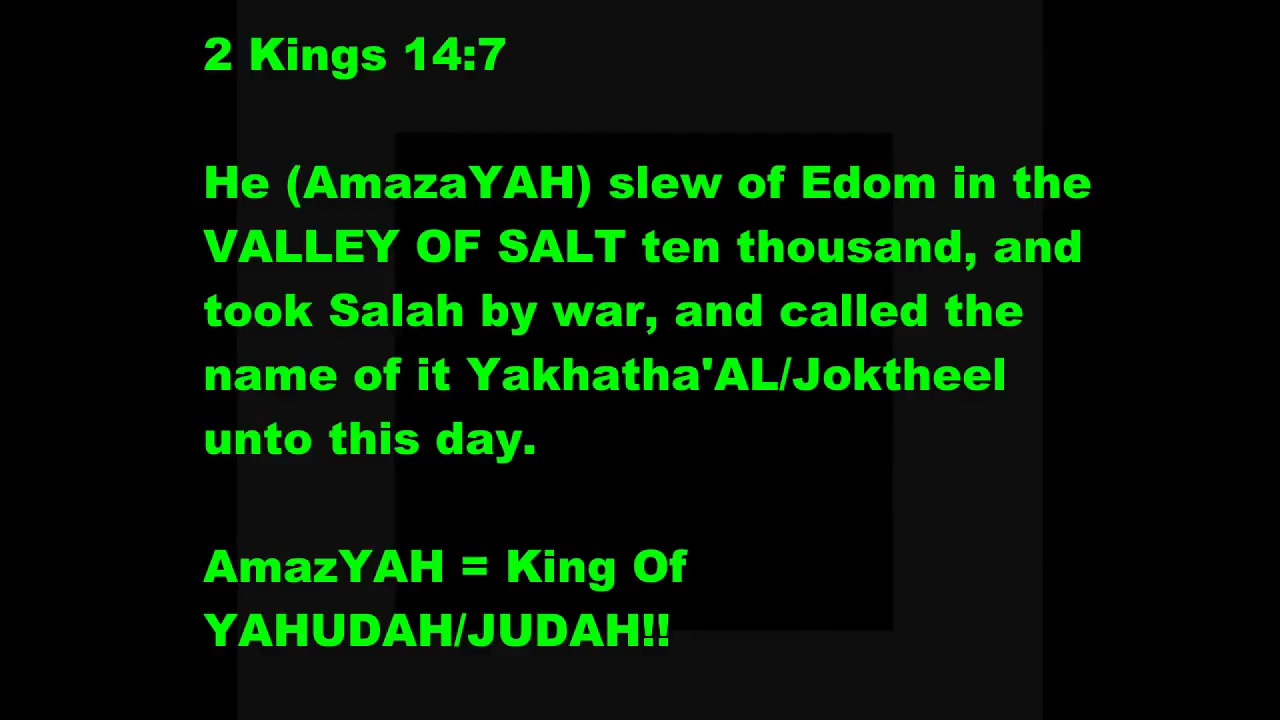 2 Kings 14:7
He (AmazaYAH) slew of Edom in the
VALLEY OF SALT ten thousand, and
took Salah by war, and called the
name of it Yakhatha'AL/Joktheel
unto this day.
AmazYAH = King Of
YAHUDAH/JUDAH!!